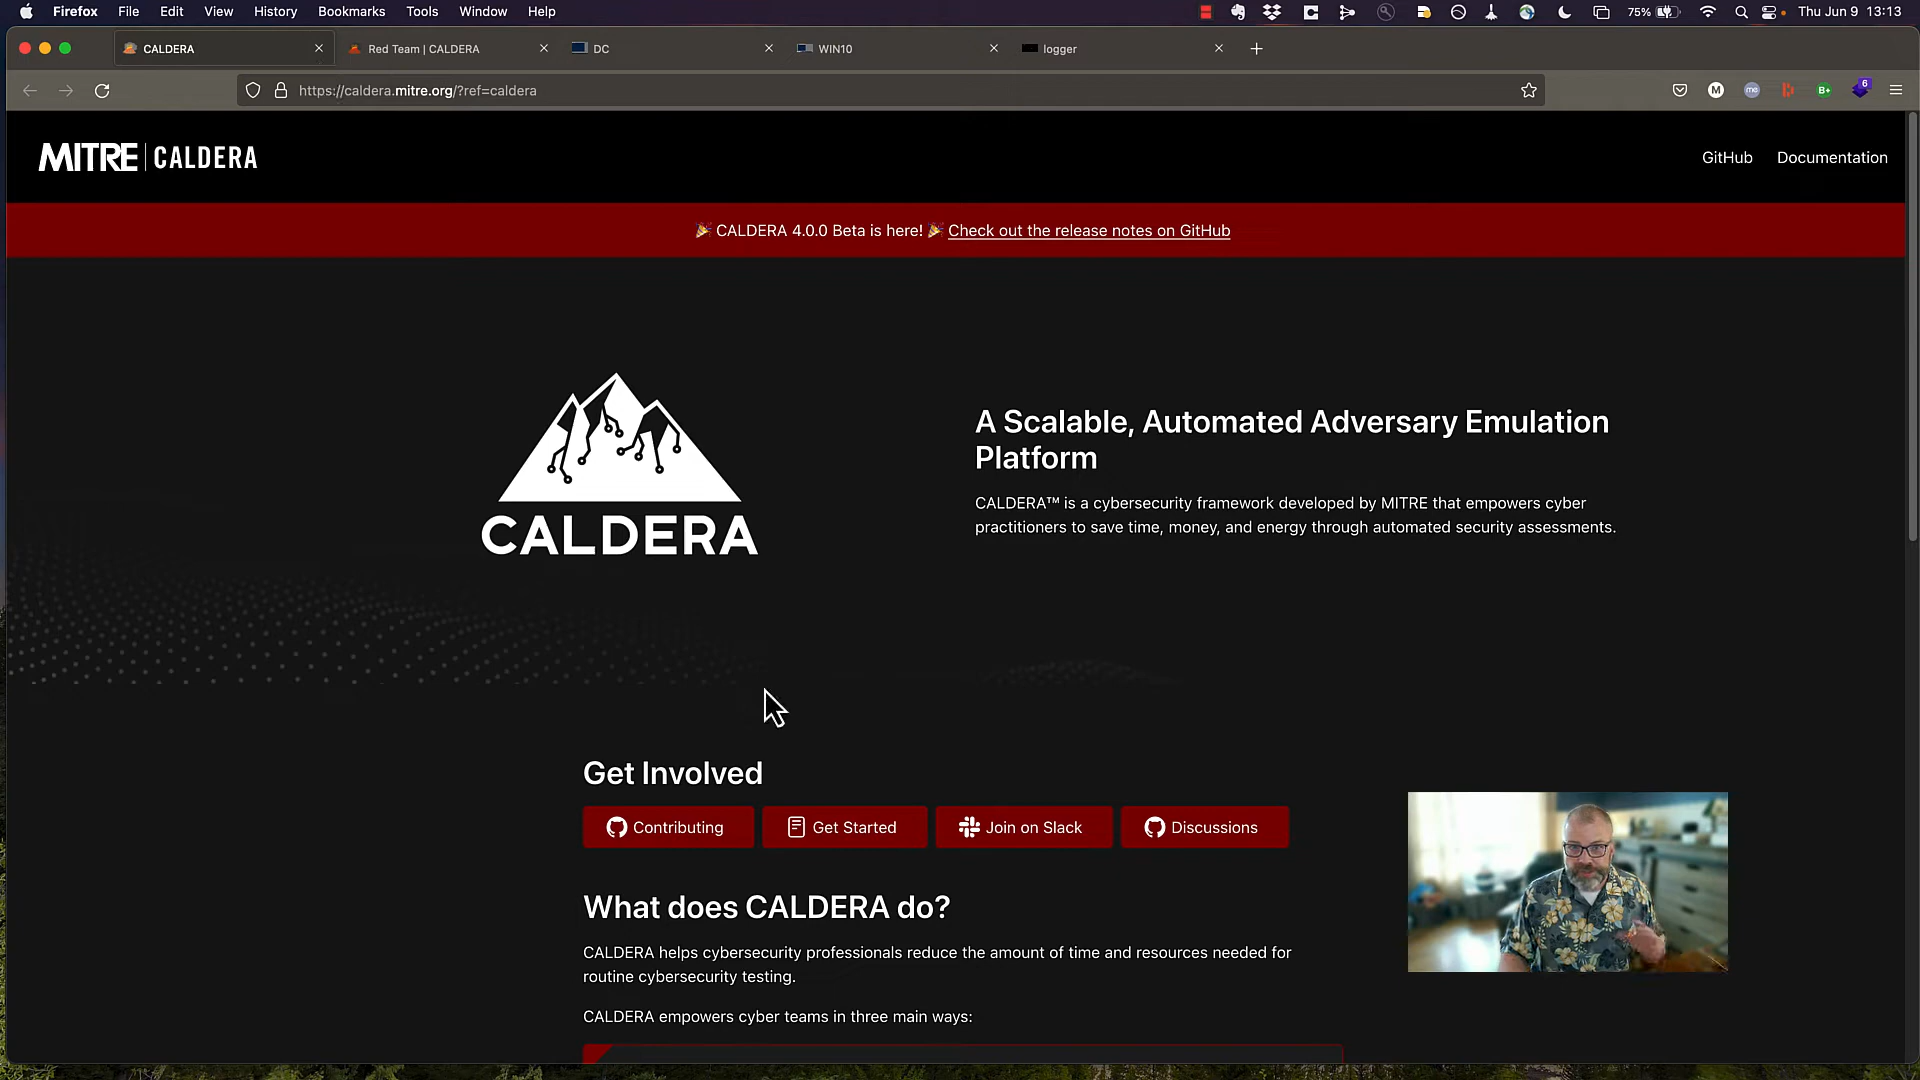 Firefox File Edit View History Bookmarks Tools Window Help 75% Thu Jun 9 13:13
CALDERA Red Team | CALDERA DC WIN10 logger
https://caldera.mitre.org/?ref=caldera M me B+ 6
MITRE | CALDERA GitHub Documentation
🎉 CALDERA 4.0.0 Beta is here! 🎉 Check out the release notes on GitHub
CALDERA
A Scalable, Automated Adversary Emulation
Platform
CALDERA™ is a cybersecurity framework developed by MITRE that empowers cyber
practitioners to save time, money, and energy through automated security assessments.
Get Involved
Contributing Get Started Join on Slack Discussions
What does CALDERA do?
CALDERA helps cybersecurity professionals reduce the amount of time and resources needed for
routine cybersecurity testing.
CALDERA empowers cyber teams in three main ways: